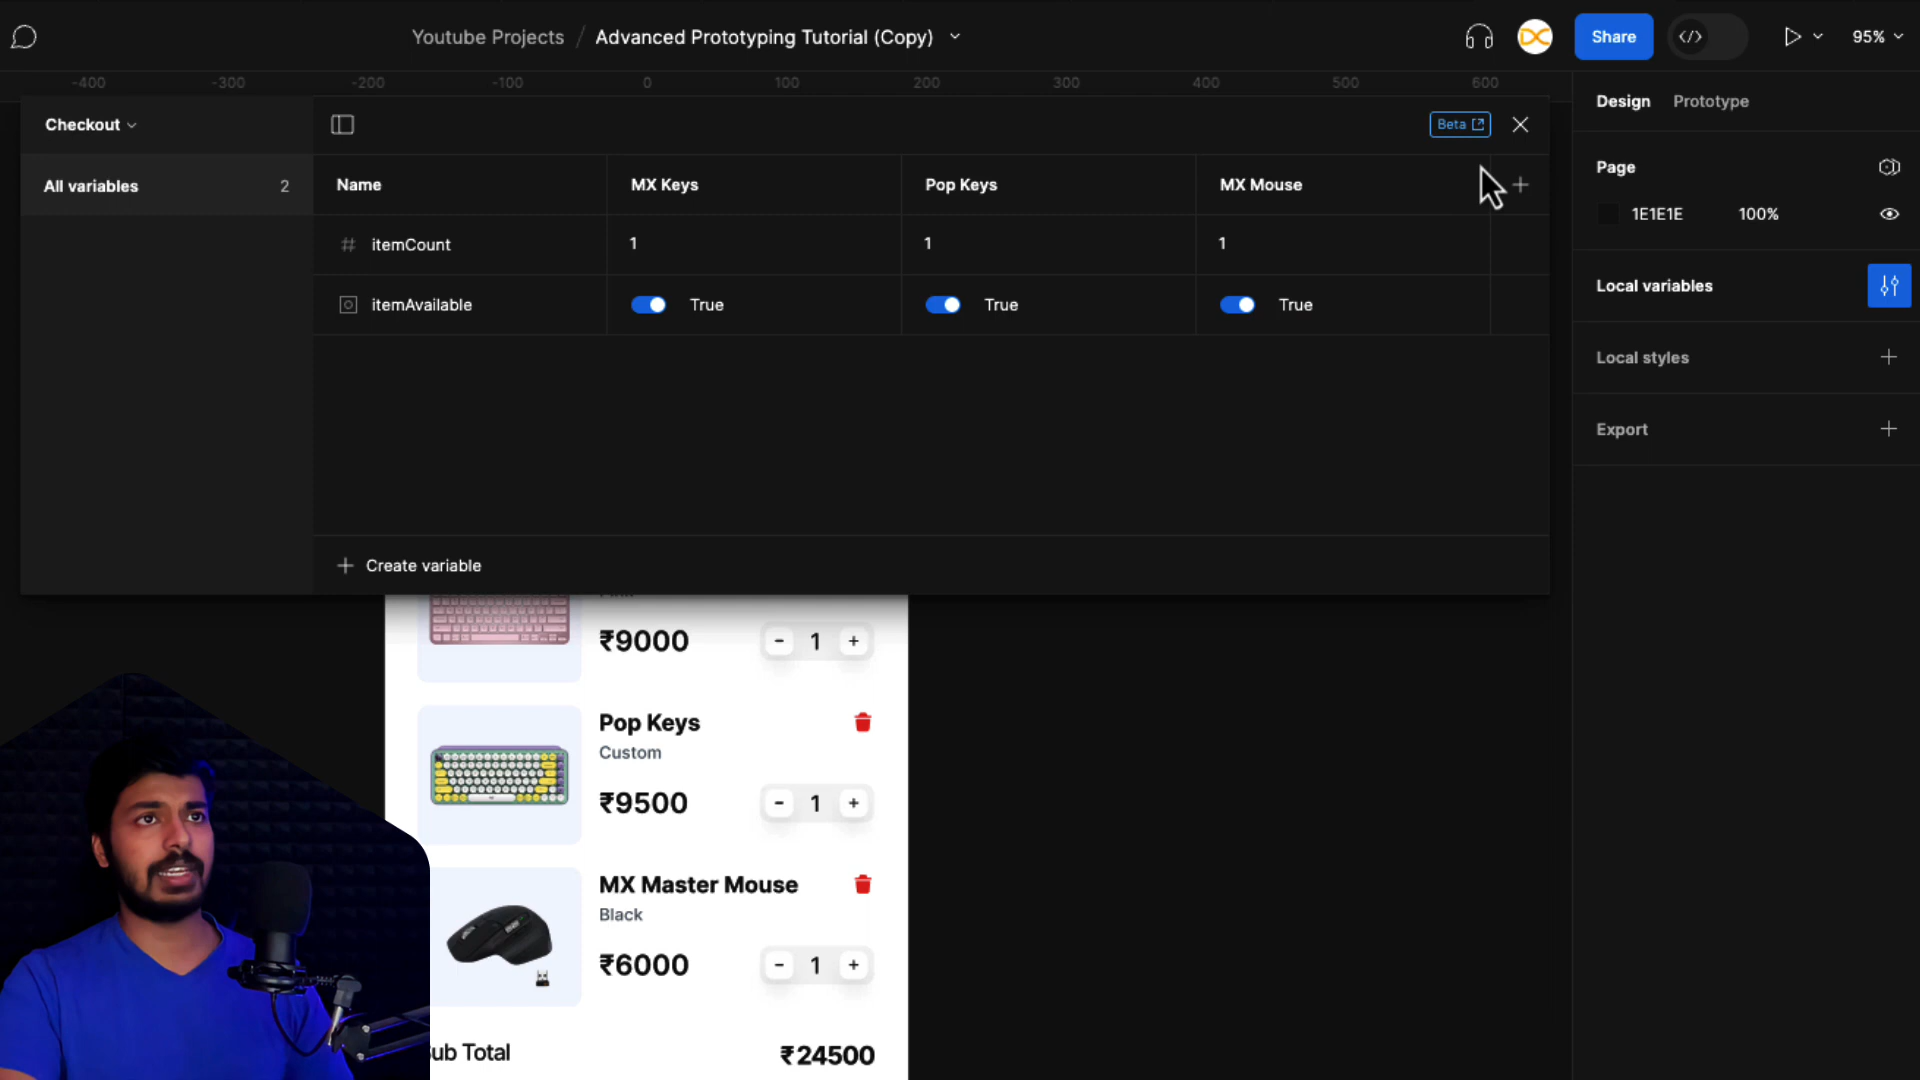 Youtube Projects / Advanced Prototyping Tutorial (Copy)
Share
95%
-400 -300 -200 -100 0 100 200 300 400 500 600
Design Prototype
Checkout
Beta
All variables 2
Name MX Keys Pop Keys MX Mouse
itemCount 1 1 1
itemAvailable True True True
Create variable
Page
1E1E1E 100%
Local variables
Local styles
Export
₹9000 - 1 +
Pop Keys
Custom
₹9500 - 1 +
MX Master Mouse
Black
₹6000 - 1 +
ub Total ₹24500